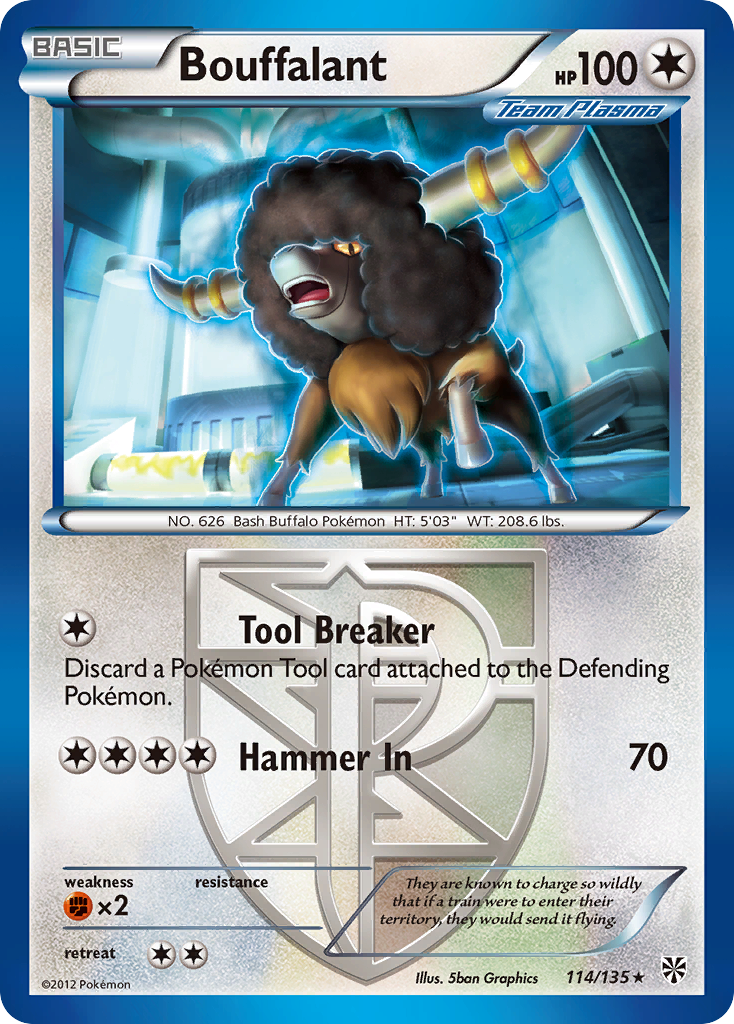 BASIC
Bouffalant
HP100
Team Plasma
NO. 626 Bash Buffalo Pokémon HT: 5'03" WT: 208.6 lbs.
Tool Breaker
Discard a Pokémon Tool card attached to the Defending
Pokémon.
Hammer In 70
weakness resistance
×2
They are known to charge so wildly
that if a train were to enter their
territory, they would send it flying.
retreat
©2012 Pokémon
Illus. 5ban Graphics 114/135★